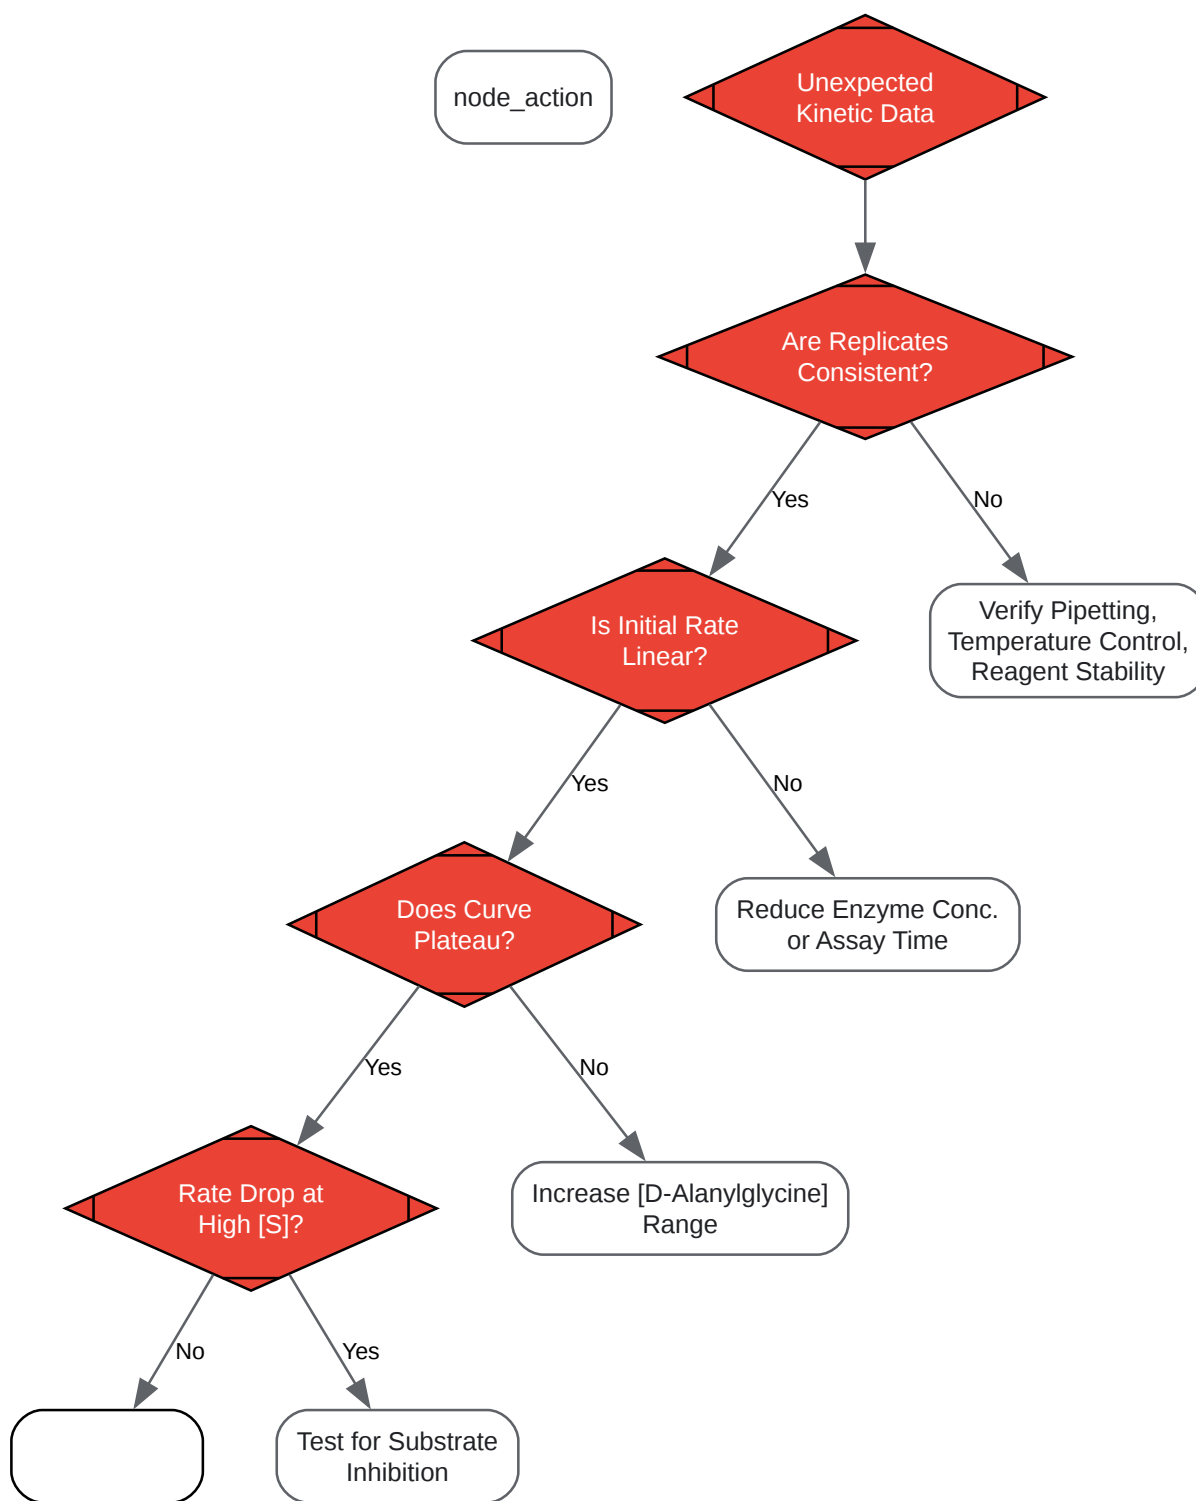 node_action
Unexpected
Kinetic Data
Are Replicates
Consistent?
Yes
No
Is Initial Rate
Linear?
Verify Pipetting,
Temperature Control,
Reagent Stability
Yes
No
Does Curve
Plateau?
Reduce Enzyme Conc.
or Assay Time
Yes
No
Rate Drop at
High [S]?
Increase [D-Alanylglycine]
Range
No
Yes
Test for Substrate
Inhibition